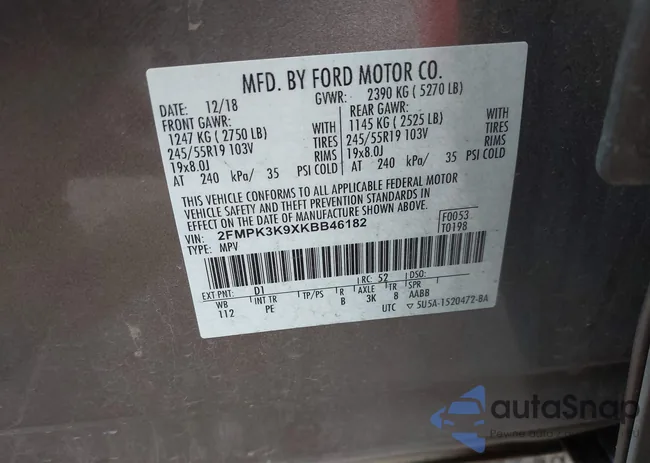 MFD. BY FORD MOTOR CO.
DATE: 12/18 GVWR: 2390 KG ( 5270 LB)
FRONT GAWR: REAR GAWR:
1247 KG ( 2750 LB) WITH 1145 KG ( 2525 LB) WITH
245/55R19 103V TIRES 245/55R19 103V TIRES
19x8.0J RIMS 19x8.0J RIMS
AT 240 kPa/ 35 PSI COLD AT 240 kPa/ 35 PSI COLD
THIS VEHICLE CONFORMS TO ALL APPLICABLE FEDERAL MOTOR
VEHICLE SAFETY AND THEFT PREVENTION STANDARDS IN
EFFECT ON THE DATE OF MANUFACTURE SHOWN ABOVE.
VIN: 2FMPK3K9XKBB46182 F0053
TYPE: MPV T0198
EXT PNT: D1 RC: 52 DSO:
WB INT TR TP/PS R AXLE TR SPR
112 PE B 3K 8 AABB
UTC ▽ 5U5A-1520472-BA
autaSnap
Pewne auto